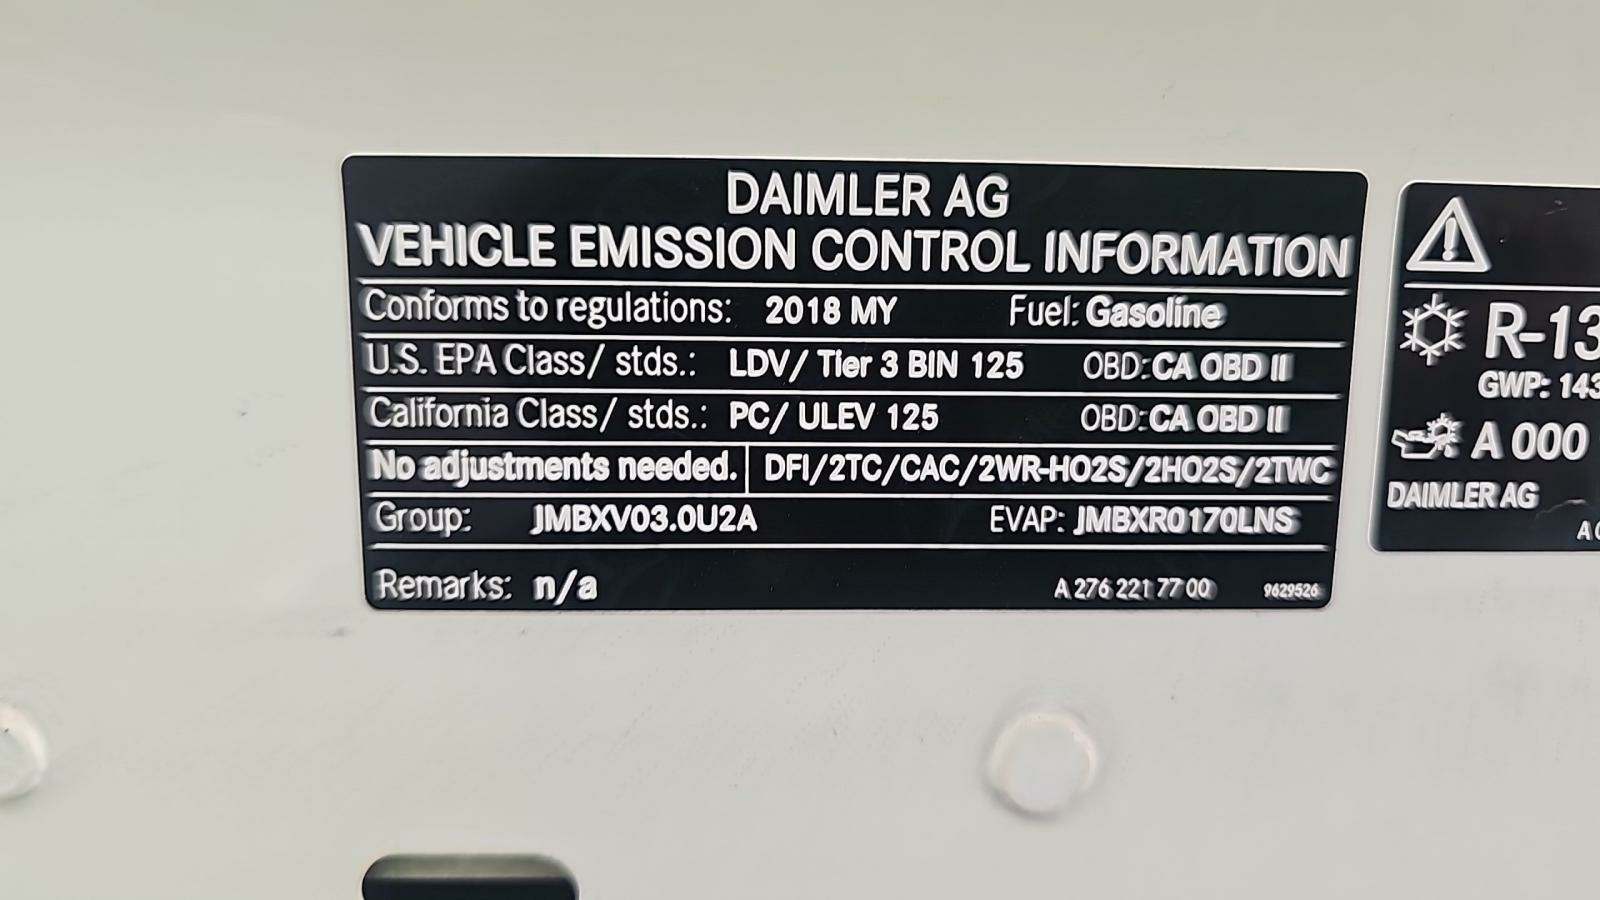 DAIMLER AG
VEHICLE EMISSION CONTROL INFORMATION
Conforms to regulations: 2018 MY Fuel: Gasoline
U.S. EPA Class/ stds.: LDV/ Tier 3 BIN 125 OBD: CA OBD II
California Class/ stds.: PC/ ULEV 125 OBD: CA OBD II
No adjustments needed. DFI/2TC/CAC/2WR-HO2S/2HO2S/2TWC
Group: JMBXV03.0U2A EVAP: JMBXR0170LNS
Remarks: n/a A 276 221 77 00 9629526
R-13
GWP: 143
A 000
DAIMLER AG